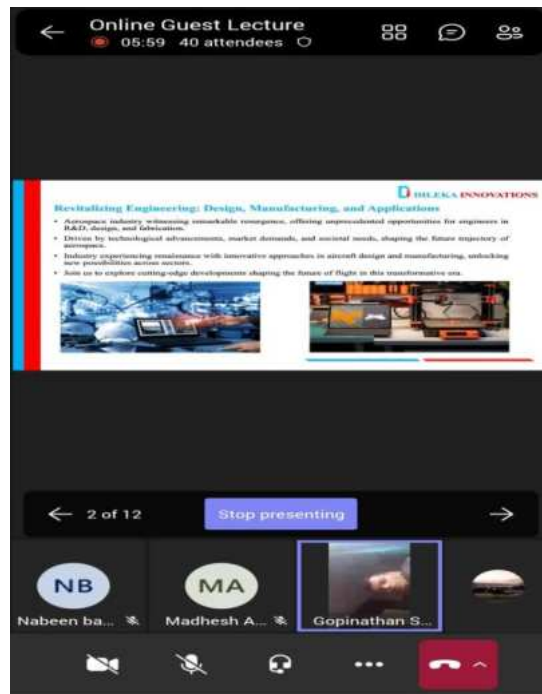 Online Guest Lecture
05:59 40 attendees
DILEKA INNOVATIONS
Revitalizing Engineering: Design, Manufacturing, and Applications
• Aerospace industry witnessing remarkable resurgence, offering unprecedented opportunities for engineers in
R&D, design, and fabrication.
• Driven by technological advancements, market demands, and societal needs, shaping the future trajectory of
aerospace.
• Industry experiencing renaissance with innovative approaches in aircraft design and manufacturing, unlocking
new possibilities across sectors.
• Join us to explore cutting-edge developments shaping the future of flight in this transformative era.
2 of 12
Stop presenting
NB
MA
Nabeen ba...
Madhesh A...
Gopinathan S...